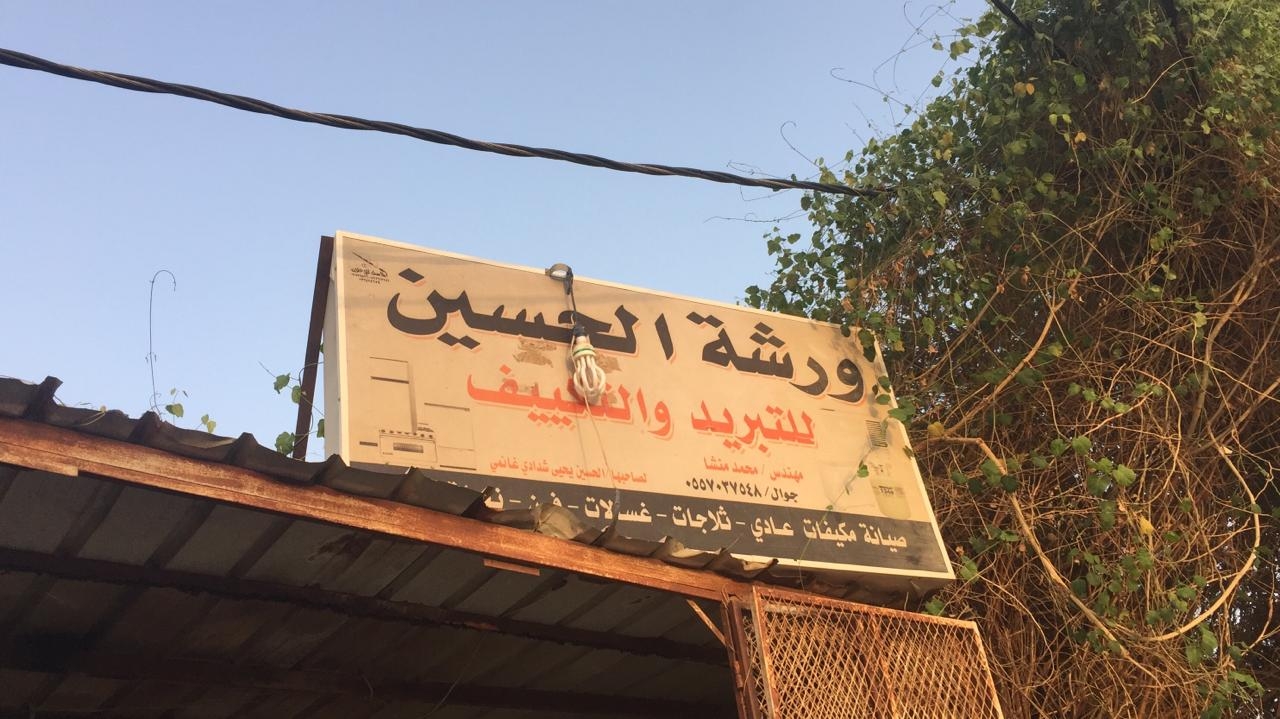 ورشة الحسين
للتبريد والتكييف
مهندس / محمد منشا
لصاحبها / الحسين يحيى شدادي غانمي
جوال / ٠٥٥٧٠٣٧٥٤٨
صيانة مكيفات عادي - ثلاجات - غسالات -